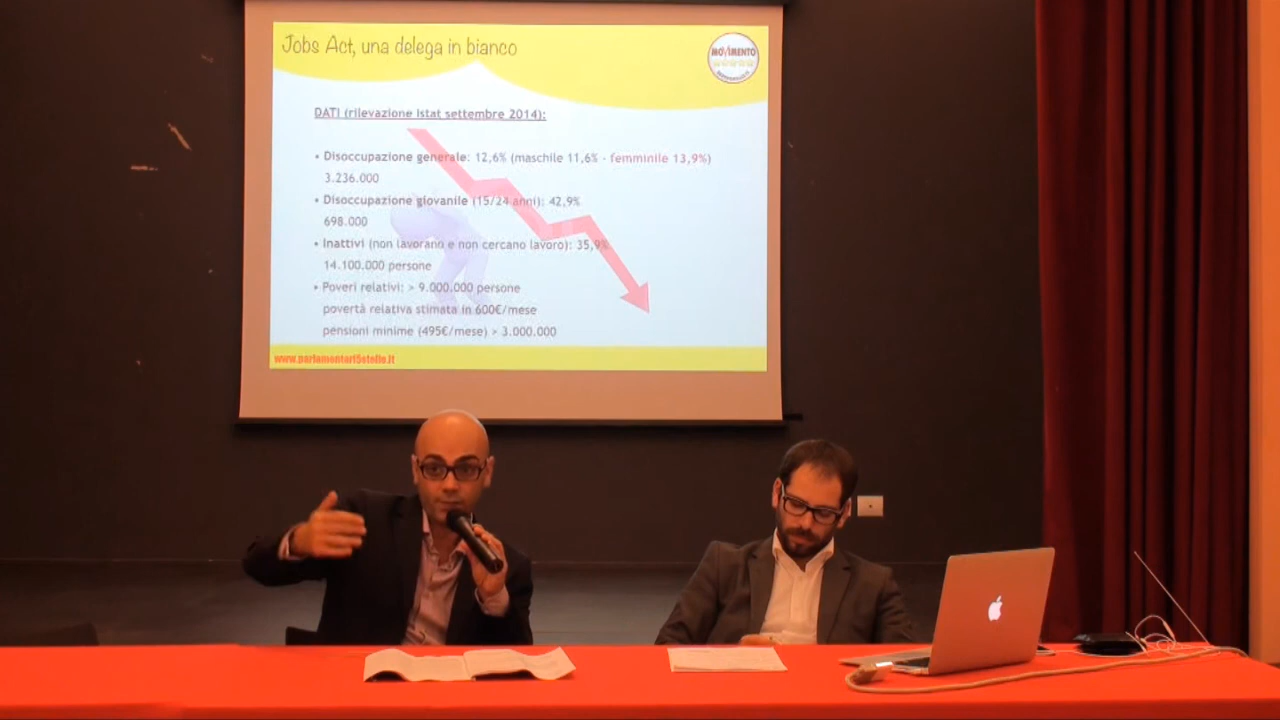 Jobs Act, una delega in bianco
MOVIMENTO
DATI (rilevazione Istat settembre 2014):
• Disoccupazione generale: 12,6% (maschile 11,6% - femminile 13,9%)
3.236.000
• Disoccupazione giovanile (15/24 anni): 42,9%
698.000
• Inattivi (non lavorano e non cercano lavoro): 35,9%
14.100.000 persone
• Poveri relativi: > 9.000.000 persone
povertà relativa stimata in 600€/mese
pensioni minime (495€/mese) > 3.000.000
www.parlamentari5stelle.it